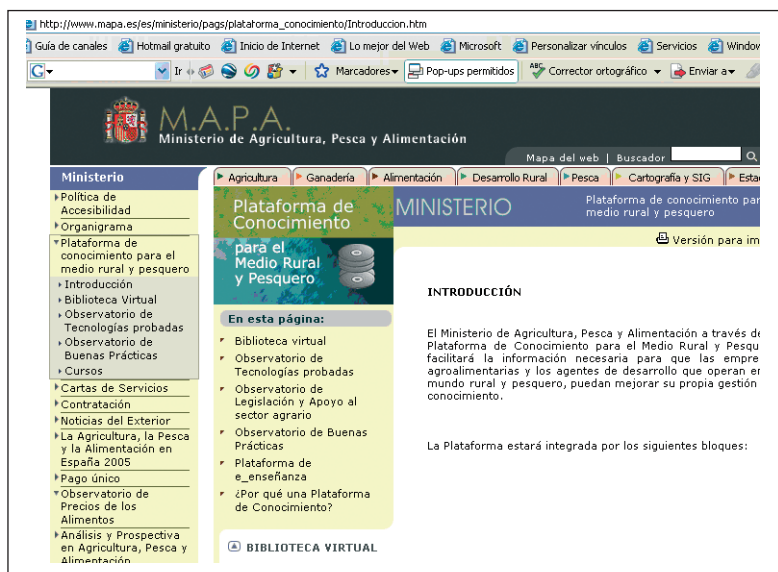 http://www.mapa.es/es/ministerio/pags/plataforma_conocimiento/Introduccion.htm
Guía de canales Hotmail gratuito Inicio de Internet Lo mejor del Web Microsoft Personalizar vínculos Servicios Window
G Ir Marcadores Pop-ups permitidos ABC Corrector ortográfico Enviar a
M.A.P.A.
Ministerio de Agricultura, Pesca y Alimentación
Mapa del web | Buscador
Ministerio
Agricultura Ganadería Alimentación Desarrollo Rural Pesca Cartografía y SIG Esta
Política de
Accesibilidad
Organigrama
Plataforma de
conocimiento para el
medio rural y pesquero
Introducción
Biblioteca Virtual
Observatorio de
Tecnologías probadas
Observatorio de
Buenas Prácticas
Cursos
Cartas de Servicios
Contratación
Noticias del Exterior
La Agricultura, la Pesca
y la Alimentación en
España 2005
Pago único
Observatorio de
Precios de los
Alimentos
Análisis y Prospectiva
en Agricultura, Pesca y
Alimentación
Plataforma de
Conocimiento
para el
Medio Rural
y Pesquero
En esta página:
Biblioteca virtual
Observatorio de
Tecnologías probadas
Observatorio de
Legislación y Apoyo al
sector agrario
Observatorio de Buenas
Prácticas
Plataforma de
e_enseñanza
¿Por qué una Plataforma
de Conocimiento?
BIBLIOTECA VIRTUAL
MINISTERIO
Plataforma de conocimiento par
medio rural y pesquero
Versión para im
INTRODUCCIÓN
El Ministerio de Agricultura, Pesca y Alimentación a través de
Plataforma de Conocimiento para el Medio Rural y Pesqu
facilitará la información necesaria para que las empre
agroalimentarias y los agentes de desarrollo que operan en
mundo rural y pesquero, puedan mejorar su propia gestión
conocimiento.
La Plataforma estará integrada por los siguientes bloques: